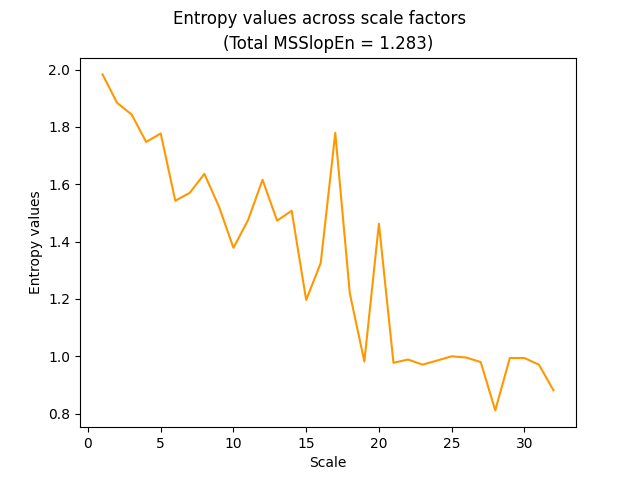 Entropy values across scale factors
(Total MSSlopEn = 1.283)
2.0
1.8
1.6
1.4
1.2
1.0
0.8
Entropy values
0 5 10 15 20 25 30
Scale